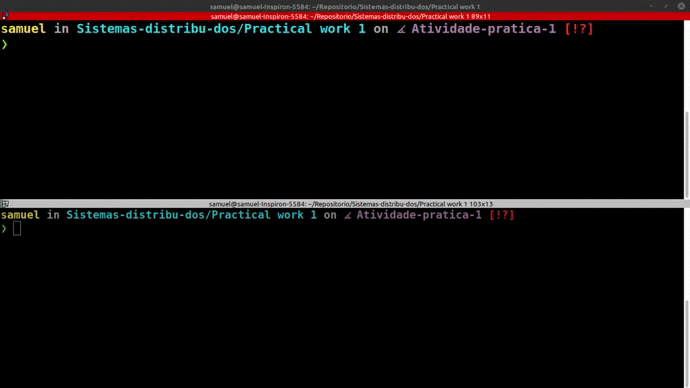 samuel@samuel-Inspiron-5584: ~/Repositorio/Sistemas-distribu-dos/Practical work 1
samuel@samuel-Inspiron-5584: ~/Repositorio/Sistemas-distribu-dos/Practical work 1 89x11
samuel in Sistemas-distribu-dos/Practical work 1 on ∡ Atividade-pratica-1 [!?]
❯
samuel@samuel-Inspiron-5584: ~/Repositorio/Sistemas-distribu-dos/Practical work 1 103x13
samuel in Sistemas-distribu-dos/Practical work 1 on ∡ Atividade-pratica-1 [!?]
❯